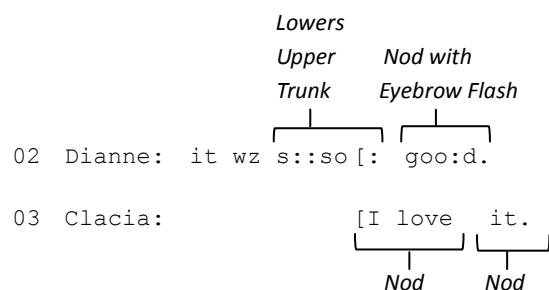 Lowers
Upper Nod with
Trunk Eyebrow Flash
02 Dianne: it wz s::so[: goo:d.
03 Clacia: [I love it.
Nod Nod